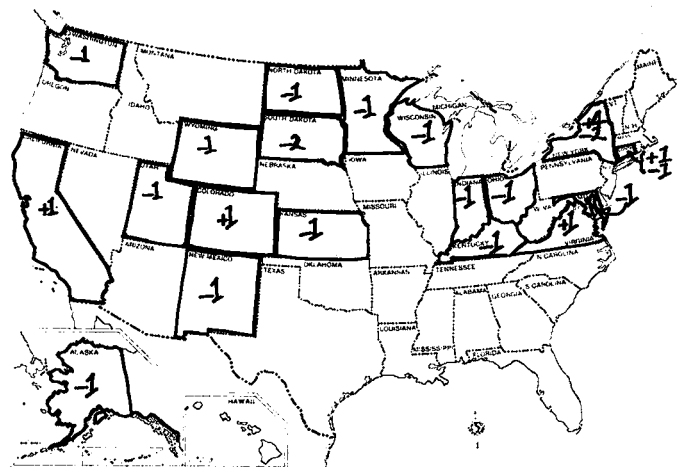 WASHINGTON
-1
MONTANA
NORTH DAKOTA
-1
MINNESOTA
-1
MAINE
OREGON
IDAHO
WYOMING
-1
SOUTH DAKOTA
-2
WISCONSIN
-1
MICHIGAN
NEW YORK
+1
-1
{+1
-1
NEVADA
NEBRASKA
IOWA
ILLINOIS
INDIANA
-1
OHIO
-1
PENNSYLVANIA
-1
+1
-1
COLORADO
+1
KANSAS
-1
MISSOURI
KENTUCKY
-1
W.VA.
+1
VIRGINIA
ARIZONA
NEW MEXICO
-1
TEXAS
OKLAHOMA
ARKANSAS
TENNESSEE
N CAROLINA
S CAROLINA
ALABAMA
GEORGIA
LOUISIANA
MISSISSIPPI
FLORIDA
ALASKA
-1
HAWAII